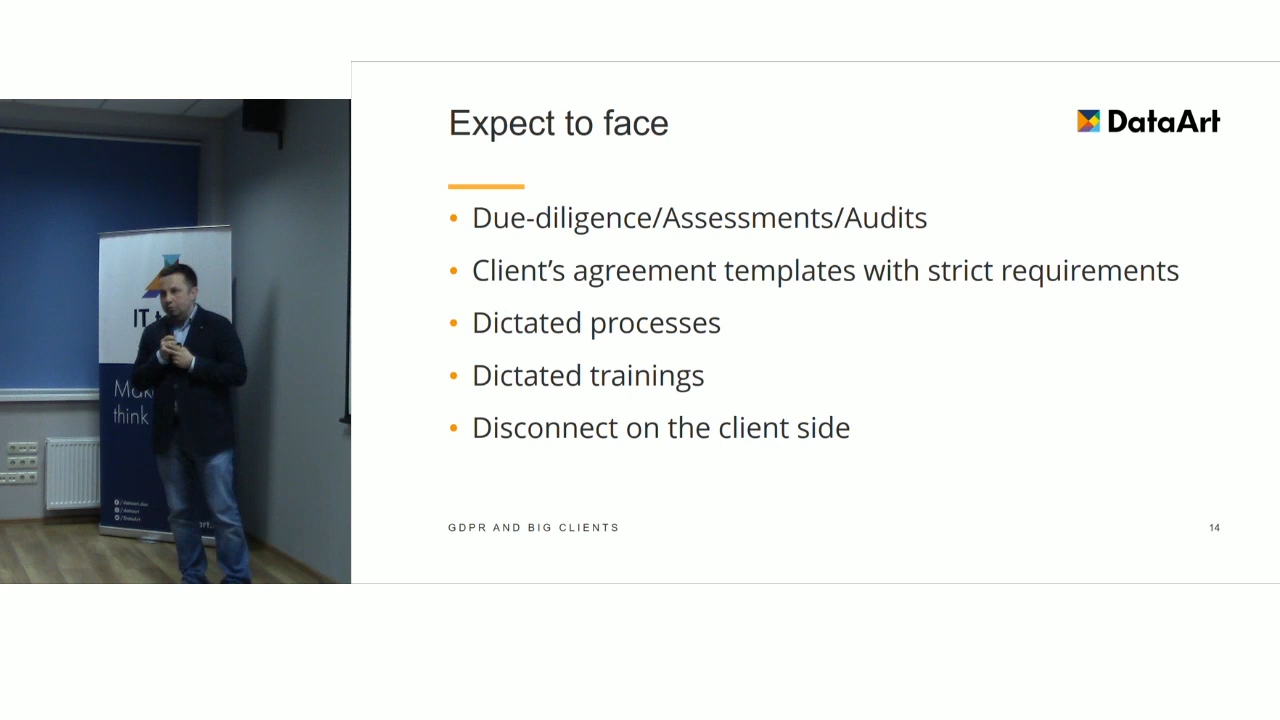 Expect to face
DataArt
• Due-diligence/Assessments/Audits
• Client’s agreement templates with strict requirements
• Dictated processes
• Dictated trainings
• Disconnect on the client side
GDPR AND BIG CLIENTS
14
IT
think